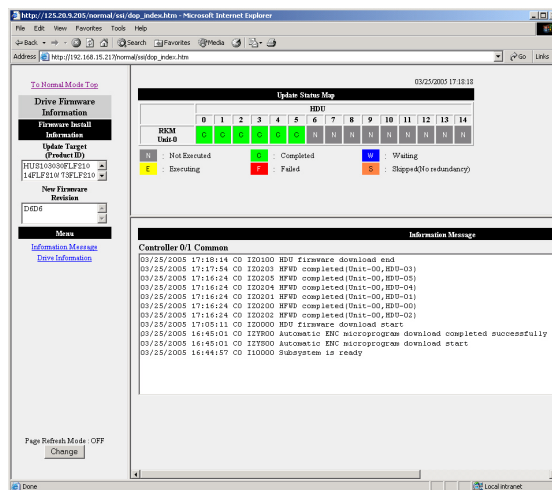 http://125.20.9.205/normal/ssi/dop_index.htm - Microsoft Internet Explorer
File Edit View Favorites Tools Help
Back Search Favorites Media
Address http://192.168.15.217/normal/ssi/dop_index.htm Go Links
To Normal Mode Top
Drive Firmware
Information
Firmware Install
Information
Update Target
(Product ID)
HUS103030FLF210
14FLF210/73FLF210
New Firmware
Revision
D6D6
Menu
Information Message
Drive Information
Page Refresh Mode : OFF
Change
03/25/2005 17:18:18
Update Status Map
HDU
0 1 2 3 4 5 6 7 8 9 10 11 12 13 14
RKM
Unit-0
C C C C C C N N N N N N N N N
N : Not Executed C : Completed W : Waiting
E : Executing F : Failed S : Skipped(No redundancy)
Information Message
Controller 0/1 Common
03/25/2005 17:18:14 C0 IZ0100 HDU firmware download end
03/25/2005 17:17:54 C0 IZ0203 HFWD completed(Unit-00,HDU-03)
03/25/2005 17:16:24 C0 IZ0205 HFWD completed(Unit-00,HDU-05)
03/25/2005 17:16:24 C0 IZ0204 HFWD completed(Unit-00,HDU-04)
03/25/2005 17:16:24 C0 IZ0201 HFWD completed(Unit-00,HDU-01)
03/25/2005 17:16:24 C0 IZ0200 HFWD completed(Unit-00,HDU-00)
03/25/2005 17:16:24 C0 IZ0202 HFWD completed(Unit-00,HDU-02)
03/25/2005 17:05:11 C0 IZ0000 HDU firmware download start
03/25/2005 16:45:01 C0 IZYR00 Automatic ENC microprogram download completed successfully
03/25/2005 16:45:01 C0 IZYS00 Automatic ENC microprogram download start
03/25/2005 16:44:57 C0 I10000 Subsystem is ready
Done Local intranet